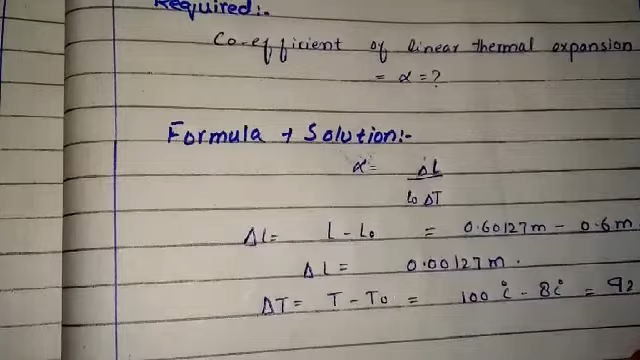 Required:-
Co-efficient of linear thermal expansion
= α = ?
Formula + Solution:-
α = ΔL
L₀ ΔT
ΔL = L - L₀ = 0.60127m - 0.6m
ΔL = 0.00127m.
ΔT = T - T₀ = 100°C - 8°C = 92